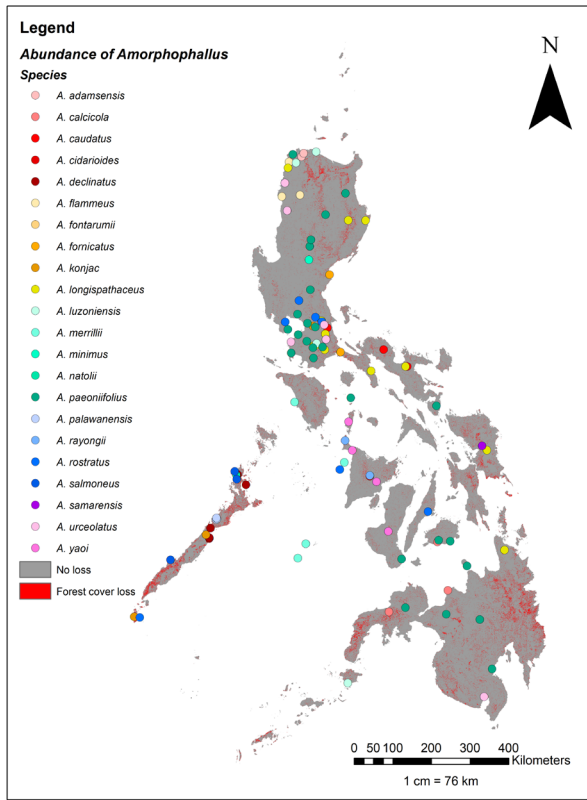 Legend
Abundance of Amorphophallus
Species
A. adamsensis
A. calcicola
A. caudatus
A. cidarioides
A. declinatus
A. flammeus
A. fontarumii
A. fornicatus
A. konjac
A. longispathaceus
A. luzoniensis
A. merrillii
A. minimus
A. natolii
A. paeoniifolius
A. palawanensis
A. rayongii
A. rostratus
A. salmoneus
A. samarensis
A. urceolatus
A. yaoi
No loss
Forest cover loss
N
0 50 100 200 300 400
Kilometers
1 cm = 76 km